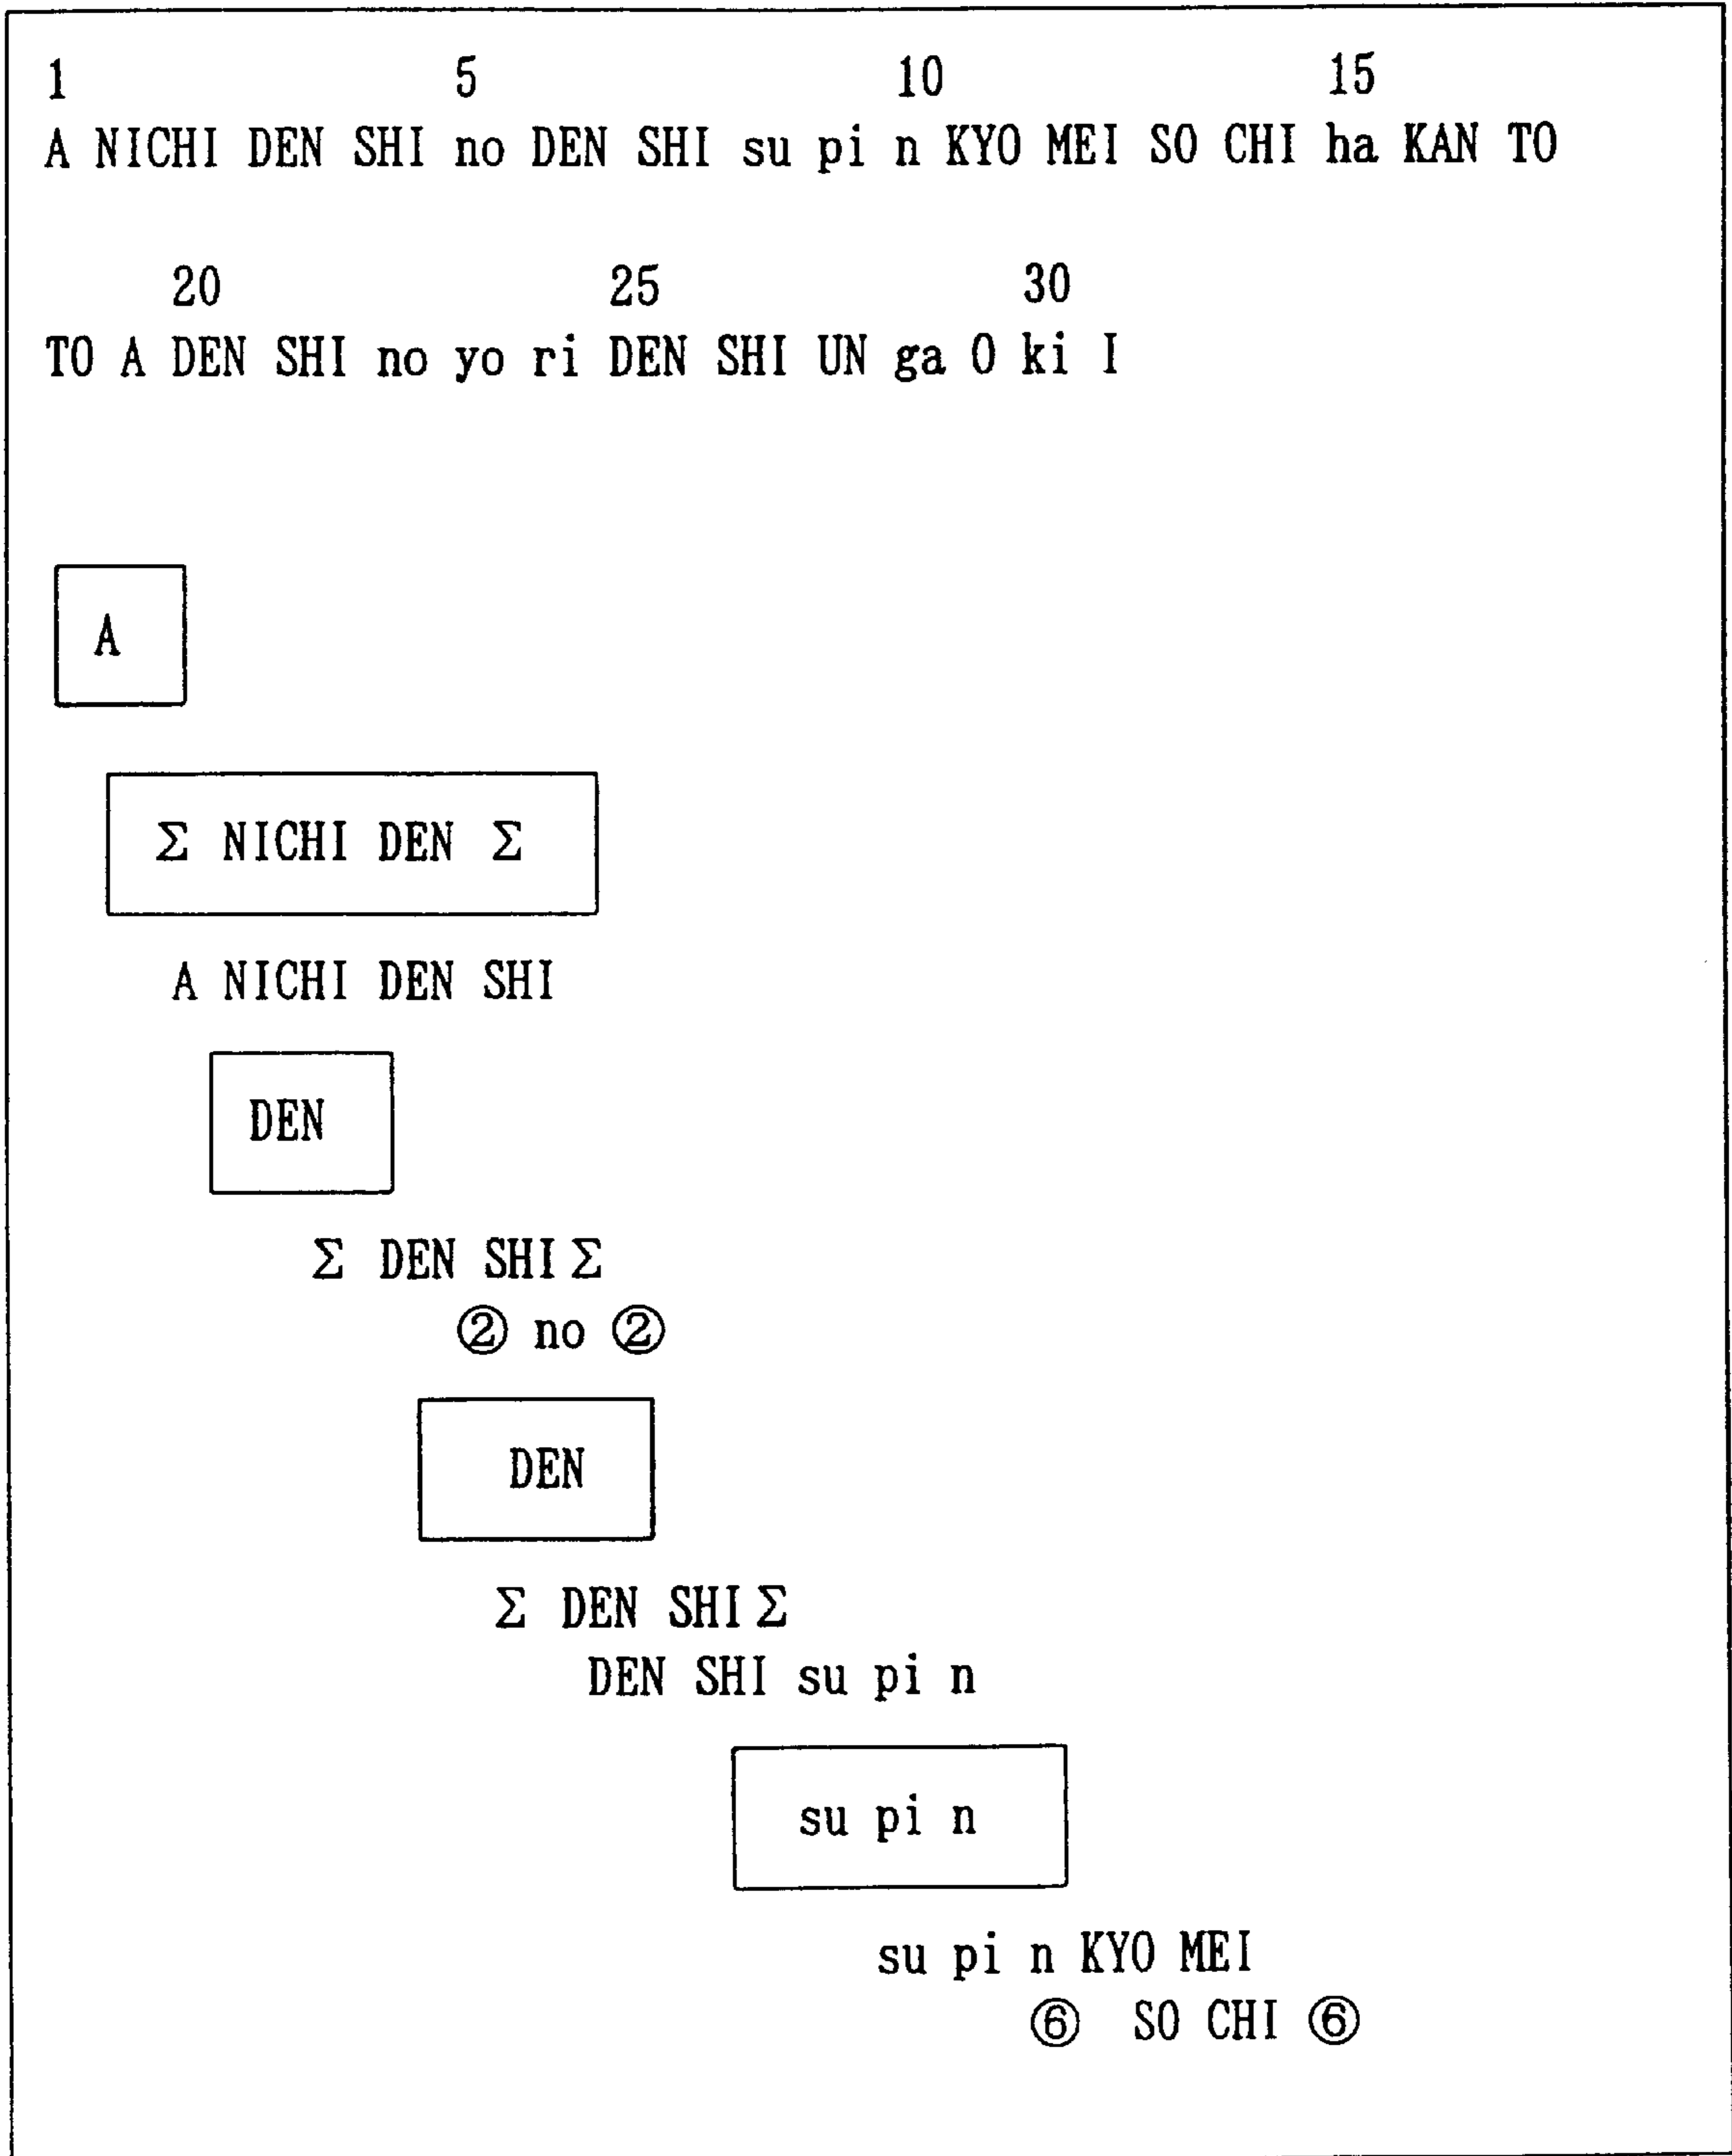 1 5 10 15
A NICHI DEN SHI no DEN SHI su pi n KYO MEI SO CHI ha KAN TO
20 25 30
TO A DEN SHI no yo ri DEN SHI UN ga O ki I
A
Σ NICHI DEN Σ
A NICHI DEN SHI
DEN
Σ DEN SHI Σ
② no ②
DEN
Σ DEN SHI Σ
DEN SHI su pi n
su pi n
su pi n KYO MEI
⑥ SO CHI ⑥